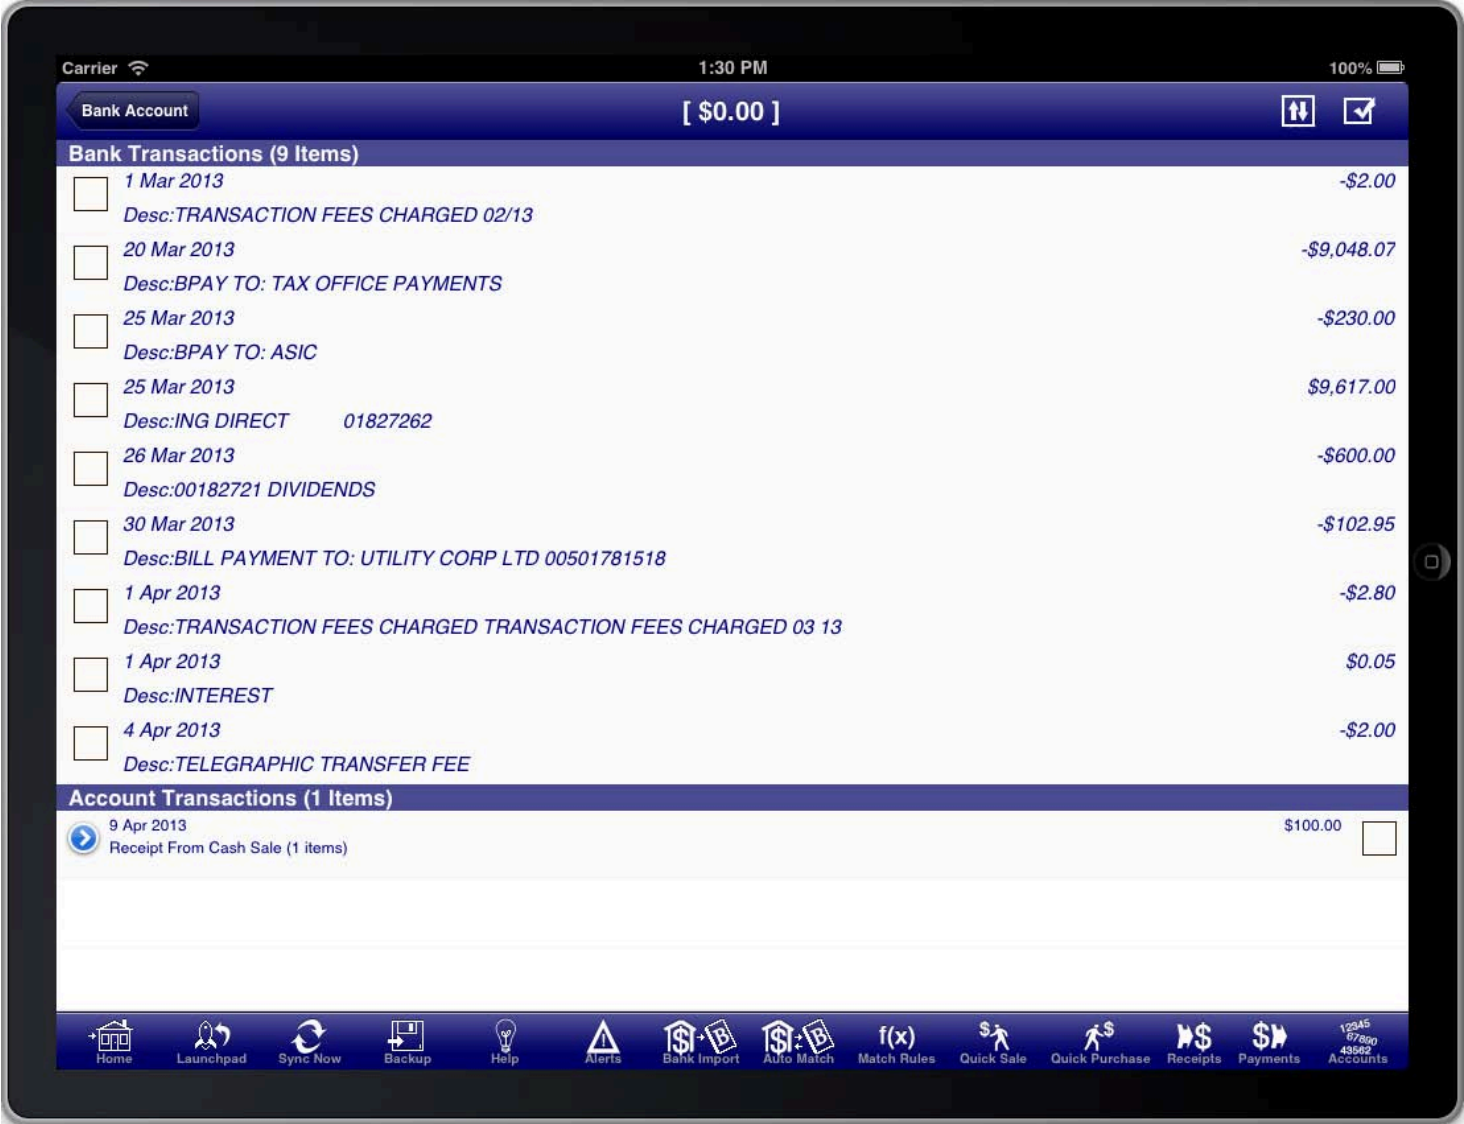 Carrier 1:30 PM 100%
Bank Account [ $0.00 ]
Bank Transactions (9 Items)
1 Mar 2013 -$2.00
Desc:TRANSACTION FEES CHARGED 02/13
20 Mar 2013 -$9,048.07
Desc:BPAY TO: TAX OFFICE PAYMENTS
25 Mar 2013 -$230.00
Desc:BPAY TO: ASIC
25 Mar 2013 $9,617.00
Desc:ING DIRECT 01827262
26 Mar 2013 -$600.00
Desc:00182721 DIVIDENDS
30 Mar 2013 -$102.95
Desc:BILL PAYMENT TO: UTILITY CORP LTD 00501781518
1 Apr 2013 -$2.80
Desc:TRANSACTION FEES CHARGED TRANSACTION FEES CHARGED 03 13
1 Apr 2013 $0.05
Desc:INTEREST
4 Apr 2013 -$2.00
Desc:TELEGRAPHIC TRANSFER FEE
Account Transactions (1 Items)
9 Apr 2013 $100.00
Receipt From Cash Sale (1 items)
$ B $ B f(x) $ $ $ $ 12345
67890
43562
Home Launchpad Sync Now Backup Help Alerts Bank Import Auto Match Match Rules Quick Sale Quick Purchase Receipts Payments Accounts